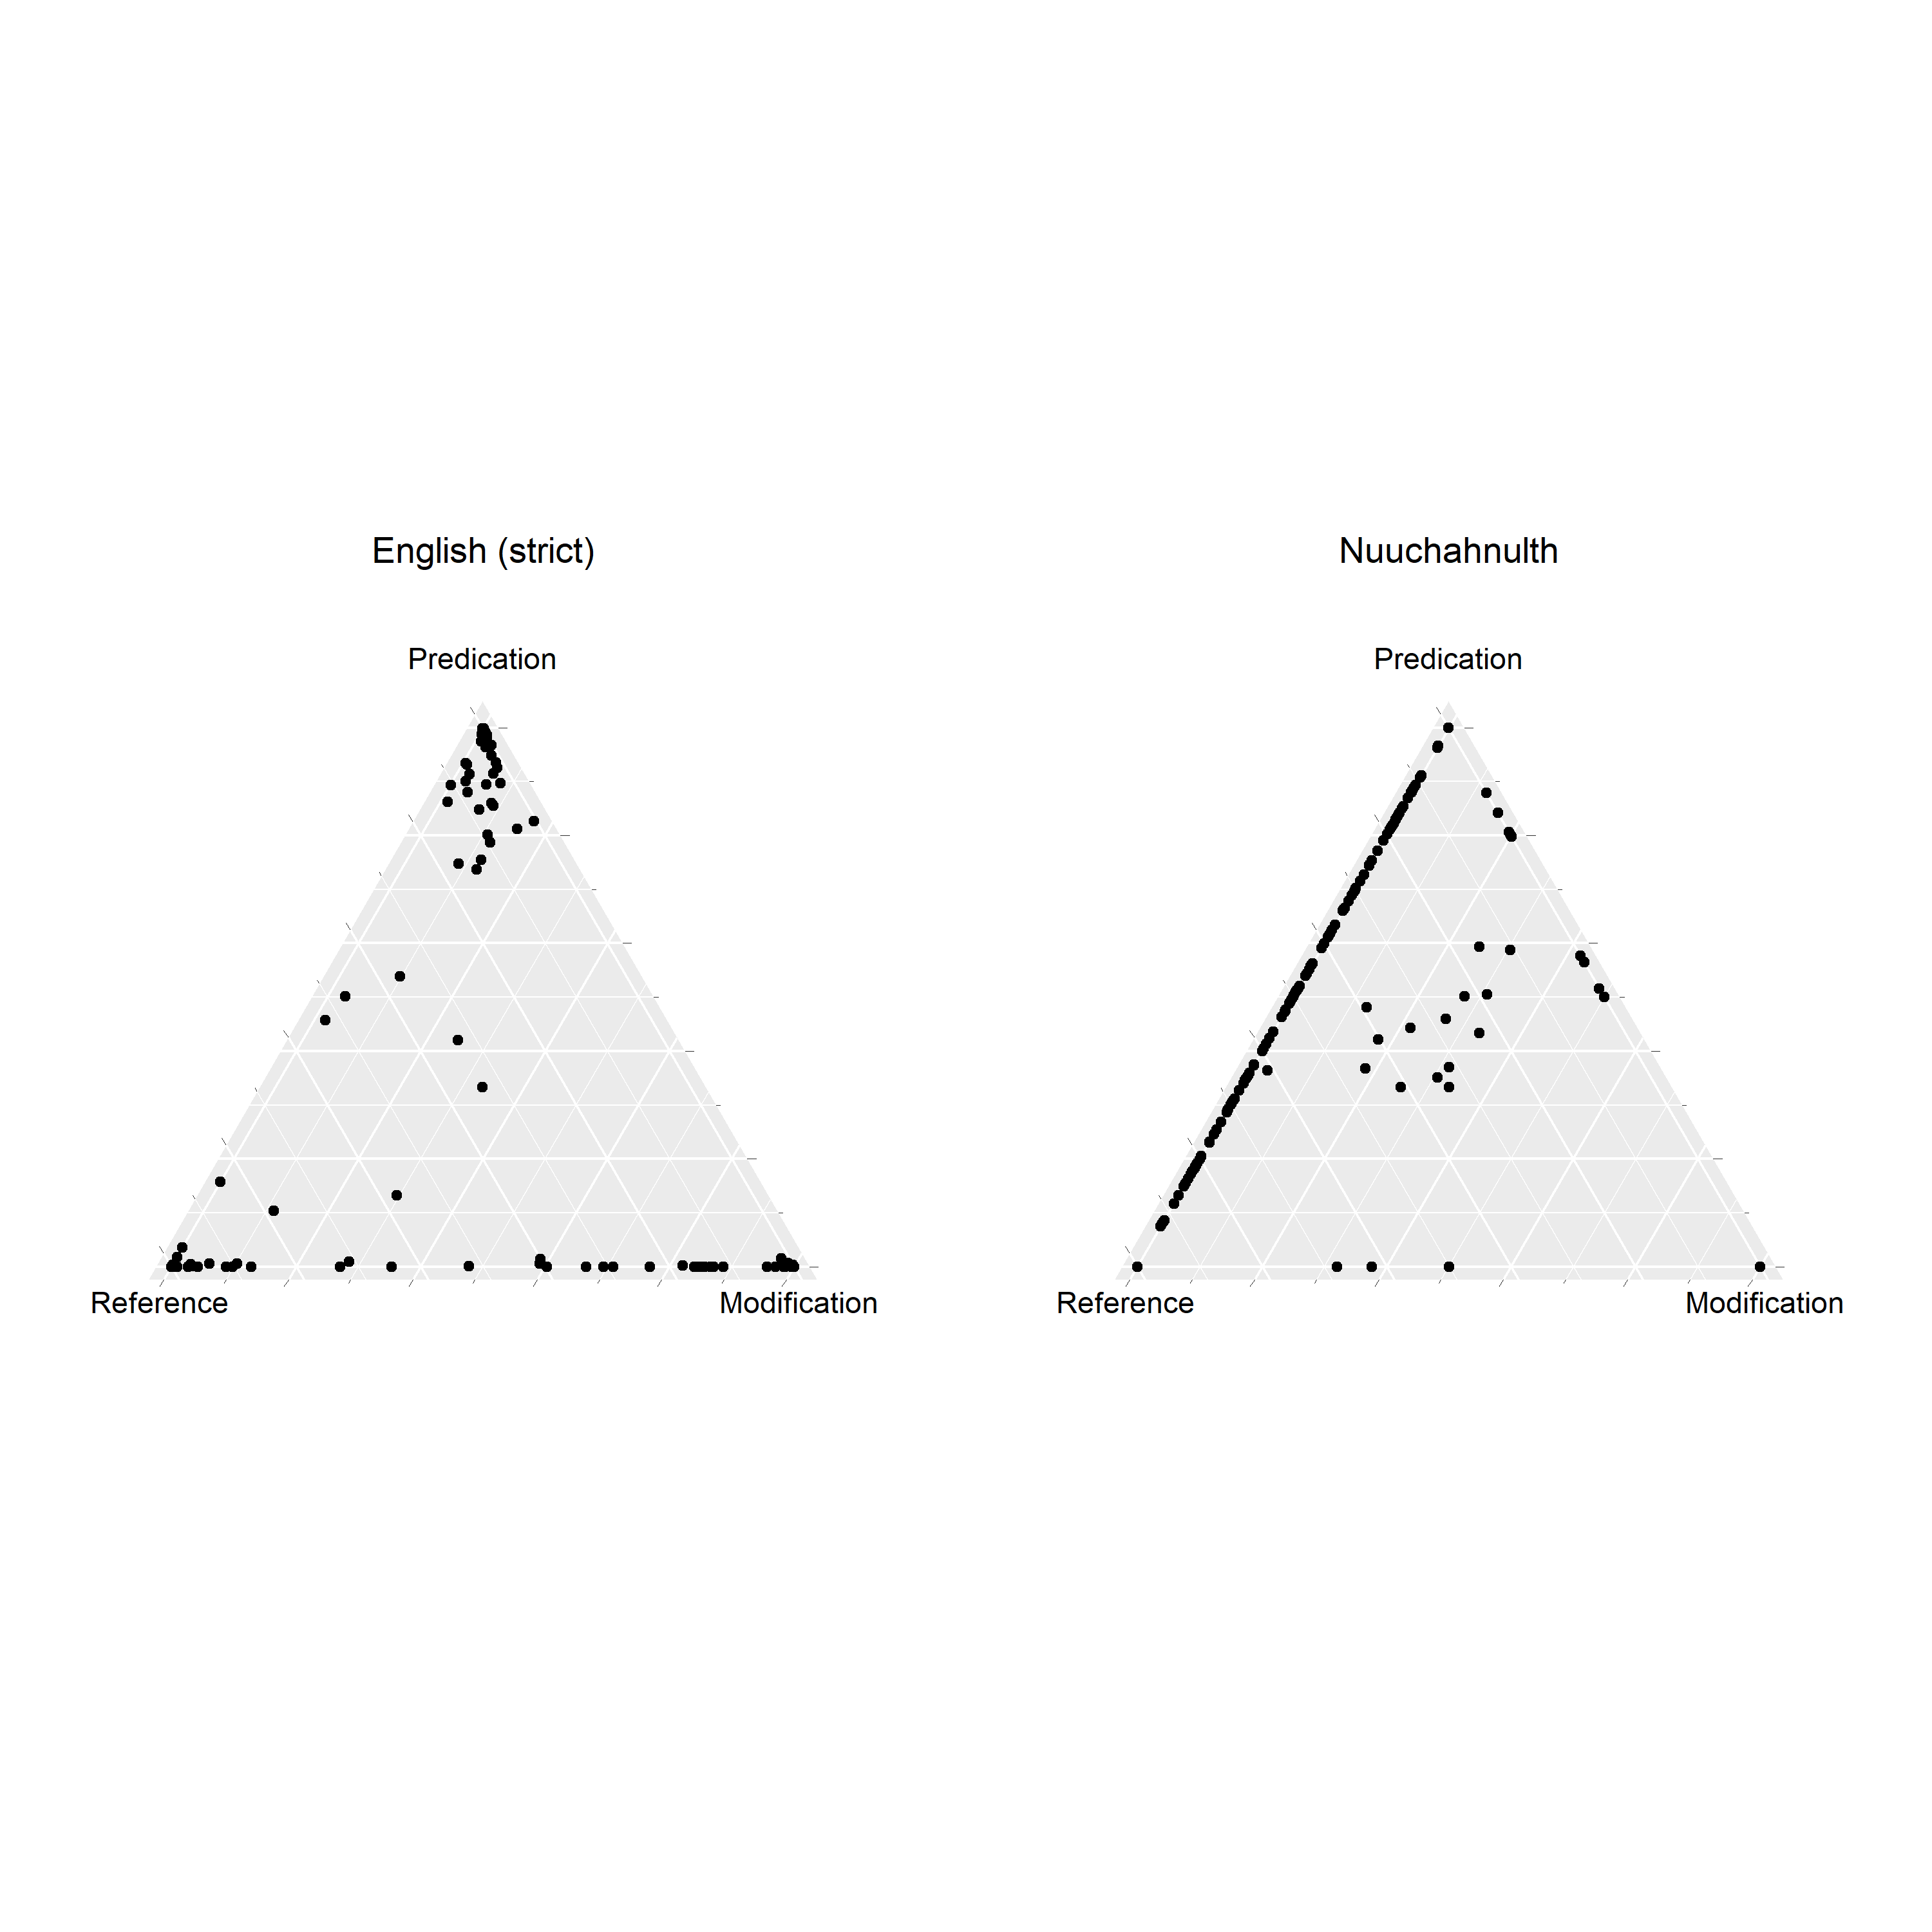 English (strict)
Predication
Reference
Modification
Nuuchahnulth
Predication
Reference
Modification